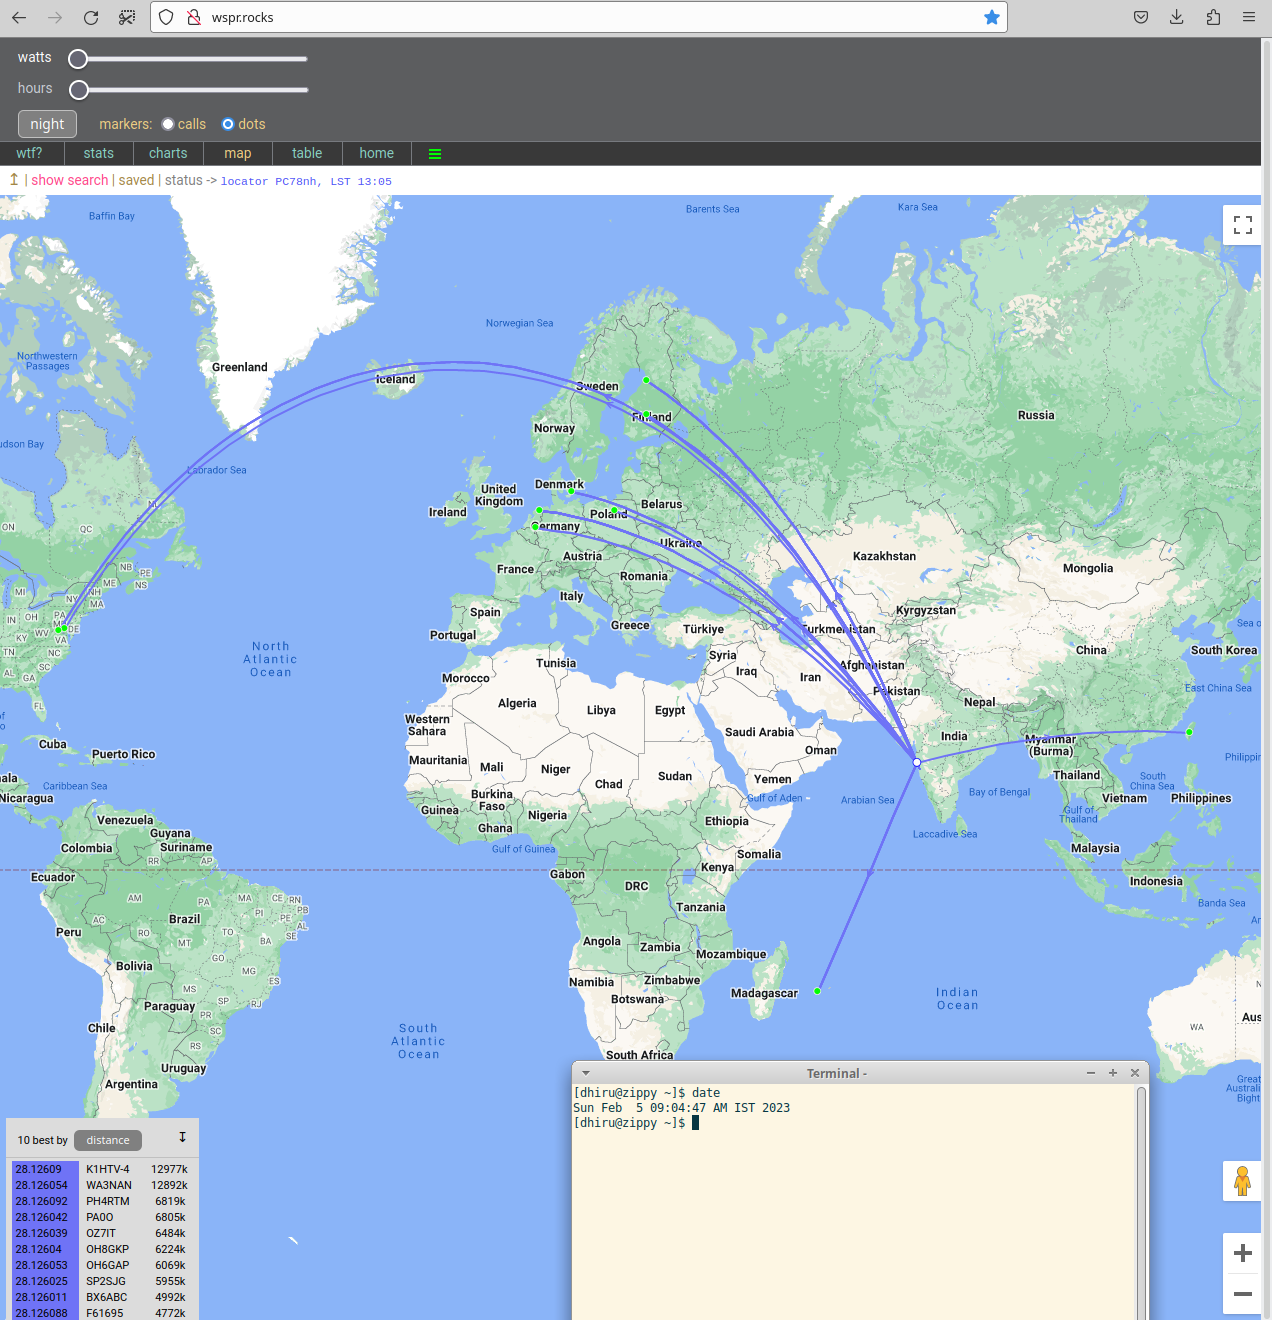 wspr.rocks
watts
hours
night markers: calls dots
wtf? stats charts map table home
↥ | show search | saved | status -> locator PC78nh, LST 13:05
Baffin Bay
Barents Sea
Kara Sea
Norwegian Sea
Northwestern
Passages
Greenland
Iceland
Sweden
Finland
Norway
Russia
udson Bay
Labrador Sea
Denmark
United
Kingdom
Ireland
Poland
Belarus
Germany
ON
QC
NL
Ukraine
Austria
Kazakhstan
Mongolia
France
Romania
NB
PE
NS
ME
MI
NY
NH
MA
Italy
Spain
Kyrgyzstan
IN
OH
PA
MD
DE
Portugal
Greece
Türkiye
Turkmenistan
Sea o
KY
WV
VA
South Korea
China
TN
NC
Syria
Iraq
Afghanistan
North
Atlantic
Ocean
Tunisia
Iran
SC
AL
GA
Morocco
Pakistan
East China Sea
Algeria
Libya
Egypt
Nepal
FL
of
o
Western
Sahara
Saudi Arabia
India
Myanmar
(Burma)
Cuba
Puerto Rico
Oman
Mauritania
Mali
Niger
Chad
Sudan
Yemen
Thailand
South
China Sea
Philippir
ala
Caribbean Sea
Nicaragua
Burkina
Faso
Gulf of Aden
Arabian Sea
Bay of Bengal
Vietnam
Philippines
Guinea
Nigeria
Gulf of
Thailand
Venezuela
Guyana
Suriname
Ghana
Ethiopia
Laccadive Sea
Colombia
Gulf of Guinea
Somalia
Malaysia
RR
AP
Kenya
Ecuador
Gabon
DRC
Indonesia
AM
PA
MA
CE
RN
PB
Tanzania
Banda Sea
AC
Brazil
PI
PE
AL
SE
Ar
Peru
RO
TO
BA
MT
Angola
Zambia
Mozambique
GO
Bolivia
MG
Namibia
Zimbabwe
Madagascar
MS
ES
Botswana
Indian
Ocean
Paraguay
SP
RJ
PR
SC
N
Aus
WA
Chile
South
Atlantic
Ocean
RS
South Africa
Uruguay
Argentina
Great
Australi
Bight
Terminal -
[dhiru@zippy ~]$ date
Sun Feb  5 09:04:47 AM IST 2023
[dhiru@zippy ~]$
10 best by distance ↧
28.12609 K1HTV-4 12977k
28.126054 WA3NAN 12892k
28.126092 PH4RTM 6819k
28.126042 PA0O 6805k
28.126039 OZ7IT 6484k
28.12604 OH8GKP 6224k
28.126053 OH6GAP 6069k
28.126025 SP2SJG 5955k
28.126011 BX6ABC 4992k
28.126088 F61695 4772k